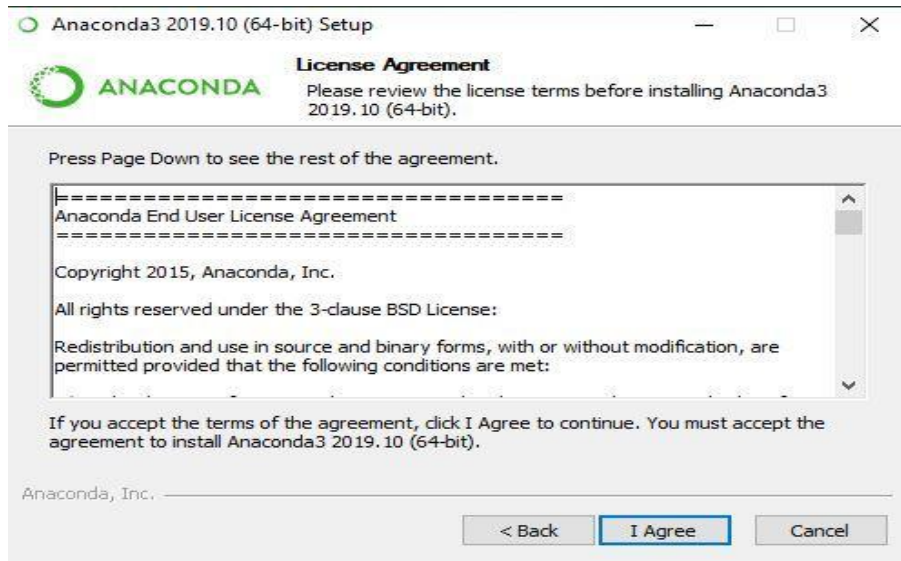 Anaconda3 2019.10 (64-bit) Setup
ANACONDA
License Agreement
Please review the license terms before installing Anaconda3
2019.10 (64-bit).
Press Page Down to see the rest of the agreement.
===================================
Anaconda End User License Agreement
===================================
Copyright 2015, Anaconda, Inc.
All rights reserved under the 3-clause BSD License:
Redistribution and use in source and binary forms, with or without modification, are
permitted provided that the following conditions are met:
If you accept the terms of the agreement, click I Agree to continue. You must accept the
agreement to install Anaconda3 2019.10 (64-bit).
Anaconda, Inc.
< Back
I Agree
Cancel